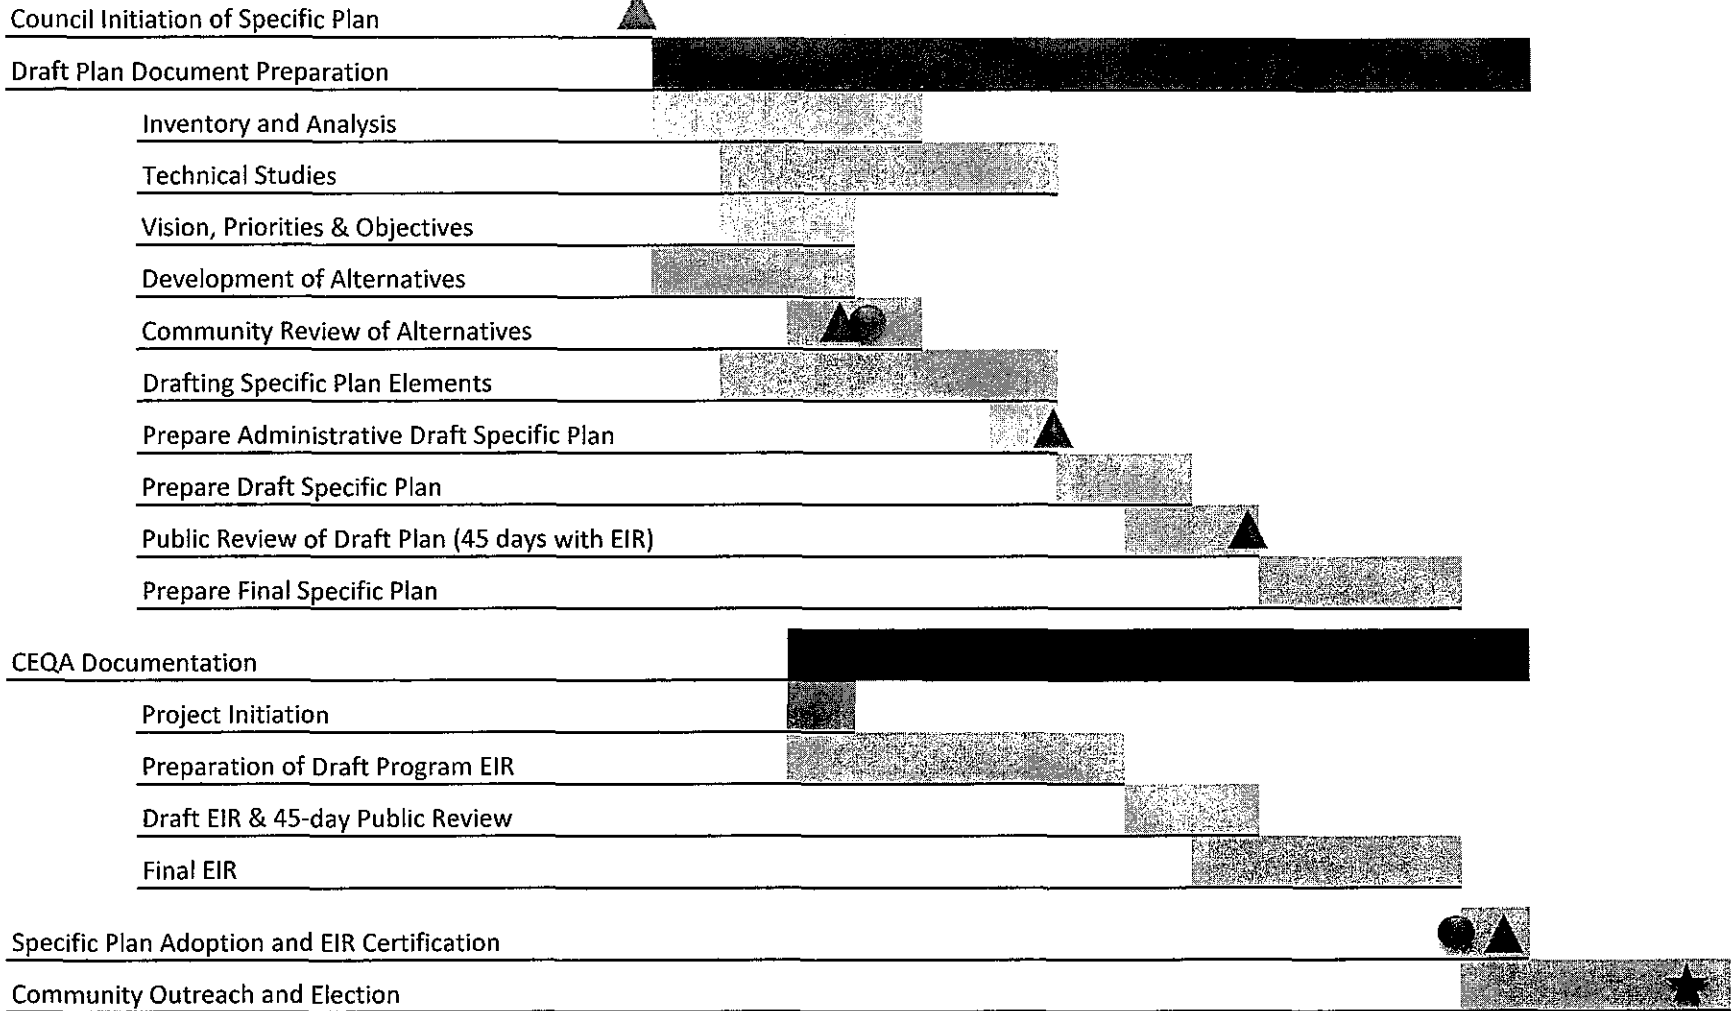 Council Initiation of Specific Plan
Draft Plan Document Preparation
Inventory and Analysis
Technical Studies
Vision, Priorities & Objectives
Development of Alternatives
Community Review of Alternatives
Drafting Specific Plan Elements
Prepare Administrative Draft Specific Plan
Prepare Draft Specific Plan
Public Review of Draft Plan (45 days with EIR)
Prepare Final Specific Plan
CEQA Documentation
Project Initiation
Preparation of Draft Program EIR
Draft EIR & 45-day Public Review
Final EIR
Specific Plan Adoption and EIR Certification
Community Outreach and Election